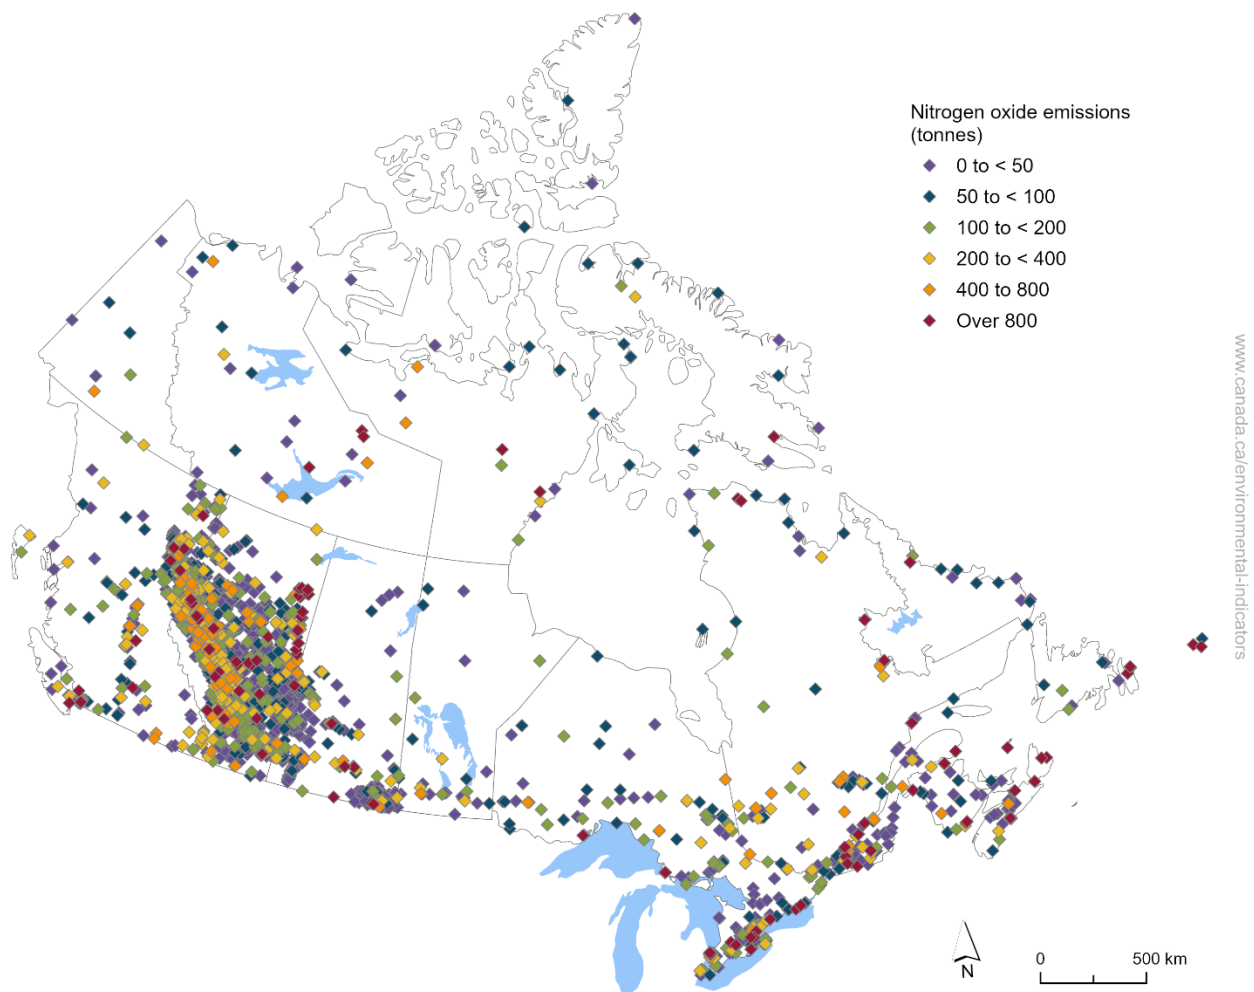 Nitrogen oxide emissions
(tonnes)
0 to < 50
50 to < 100
100 to < 200
200 to < 400
400 to 800
Over 800
www.canada.ca/environmental-indicators
N
0 500 km